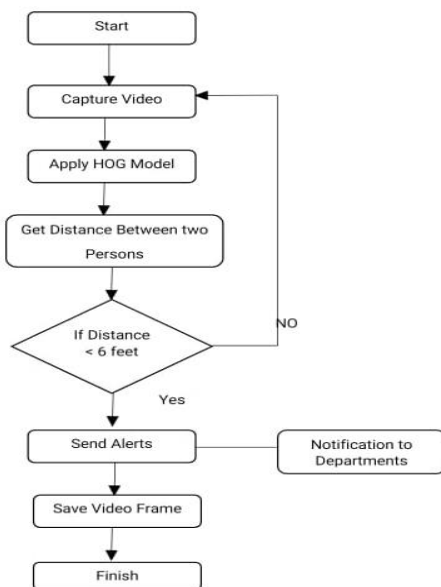 Start
Capture Video
Apply HOG Model
Get Distance Between two
Persons
If Distance
< 6 feet
NO
Yes
Send Alerts
Notification to
Departments
Save Video Frame
Finish